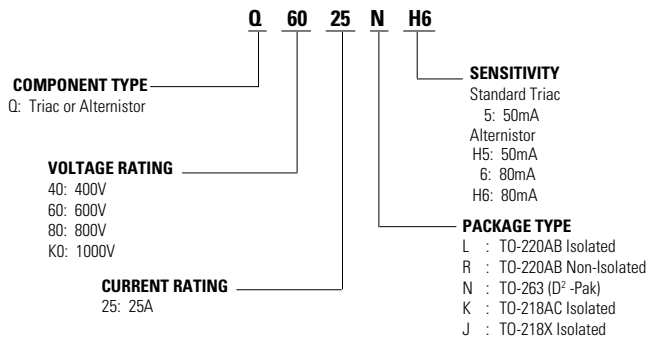 Q 60 25 N H6
COMPONENT TYPE
Q: Triac or Alternistor
VOLTAGE RATING
40: 400V
60: 600V
80: 800V
K0: 1000V
CURRENT RATING
25: 25A
SENSITIVITY
Standard Triac
5: 50mA
Alternistor
H5: 50mA
6: 80mA
H6: 80mA
PACKAGE TYPE
L : TO-220AB Isolated
R : TO-220AB Non-Isolated
N : TO-263 (D² -Pak)
K : TO-218AC Isolated
J : TO-218X Isolated